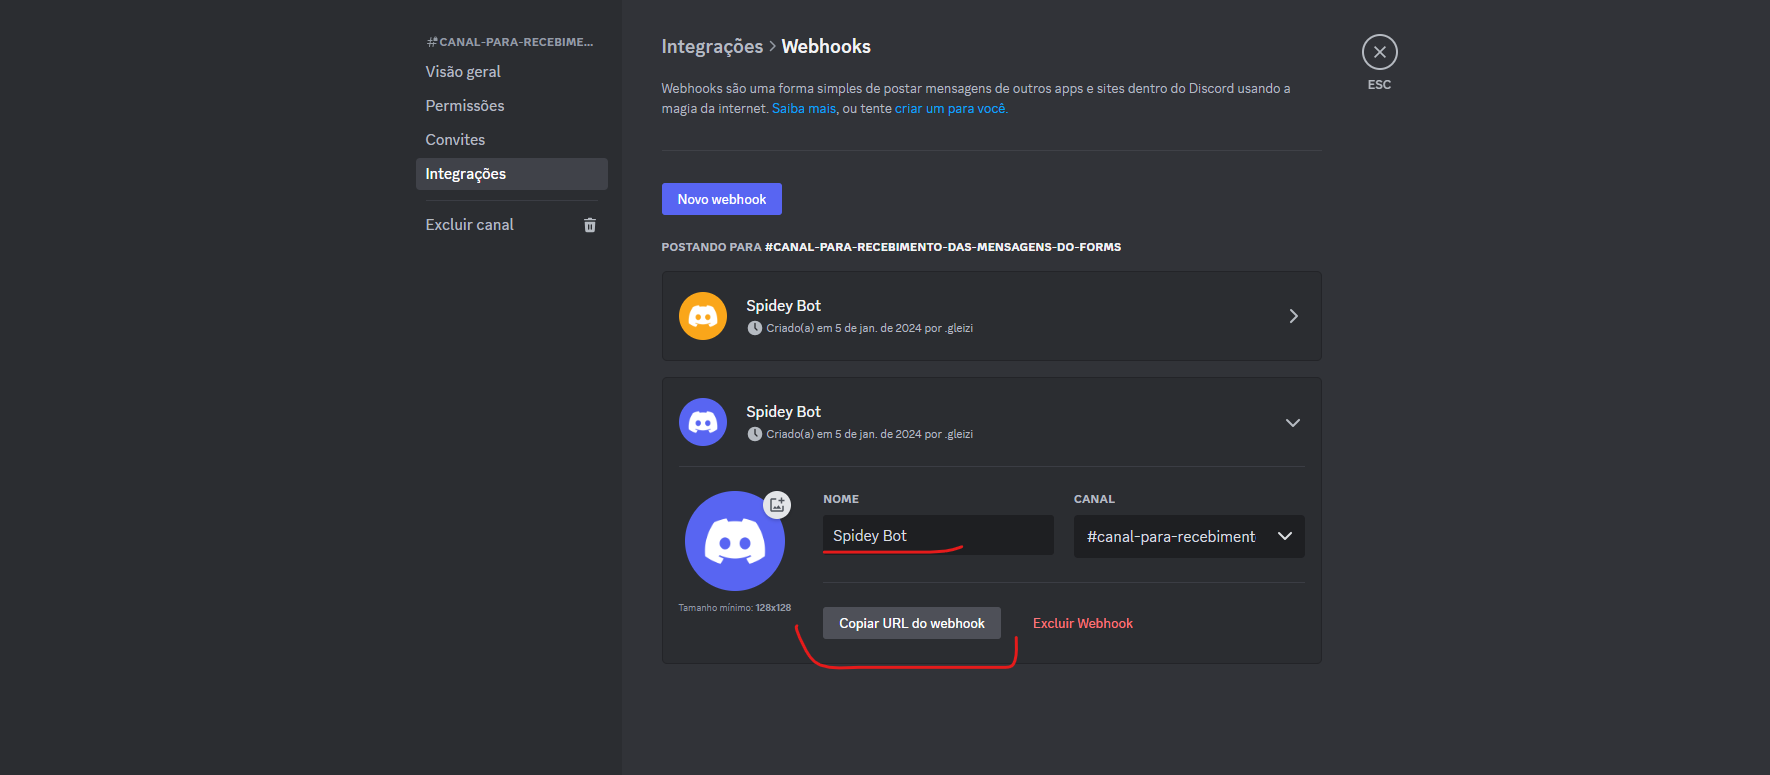 #CANAL-PARA-RECEBIME...
Visão geral
Permissões
Convites
Integrações
Excluir canal
Integrações > Webhooks
ESC
Webhooks são uma forma simples de postar mensagens de outros apps e sites dentro do Discord usando a
magia da internet. Saiba mais, ou tente criar um para você.
Novo webhook
POSTANDO PARA #CANAL-PARA-RECEBIMENTO-DAS-MENSAGENS-DO-FORMS
Spidey Bot
Criado(a) em 5 de jan. de 2024 por .gleizi
Spidey Bot
Criado(a) em 5 de jan. de 2024 por .gleizi
NOME
CANAL
Spidey Bot
#canal-para-recebiment
Tamanho mínimo: 128x128
Copiar URL do webhook
Excluir Webhook